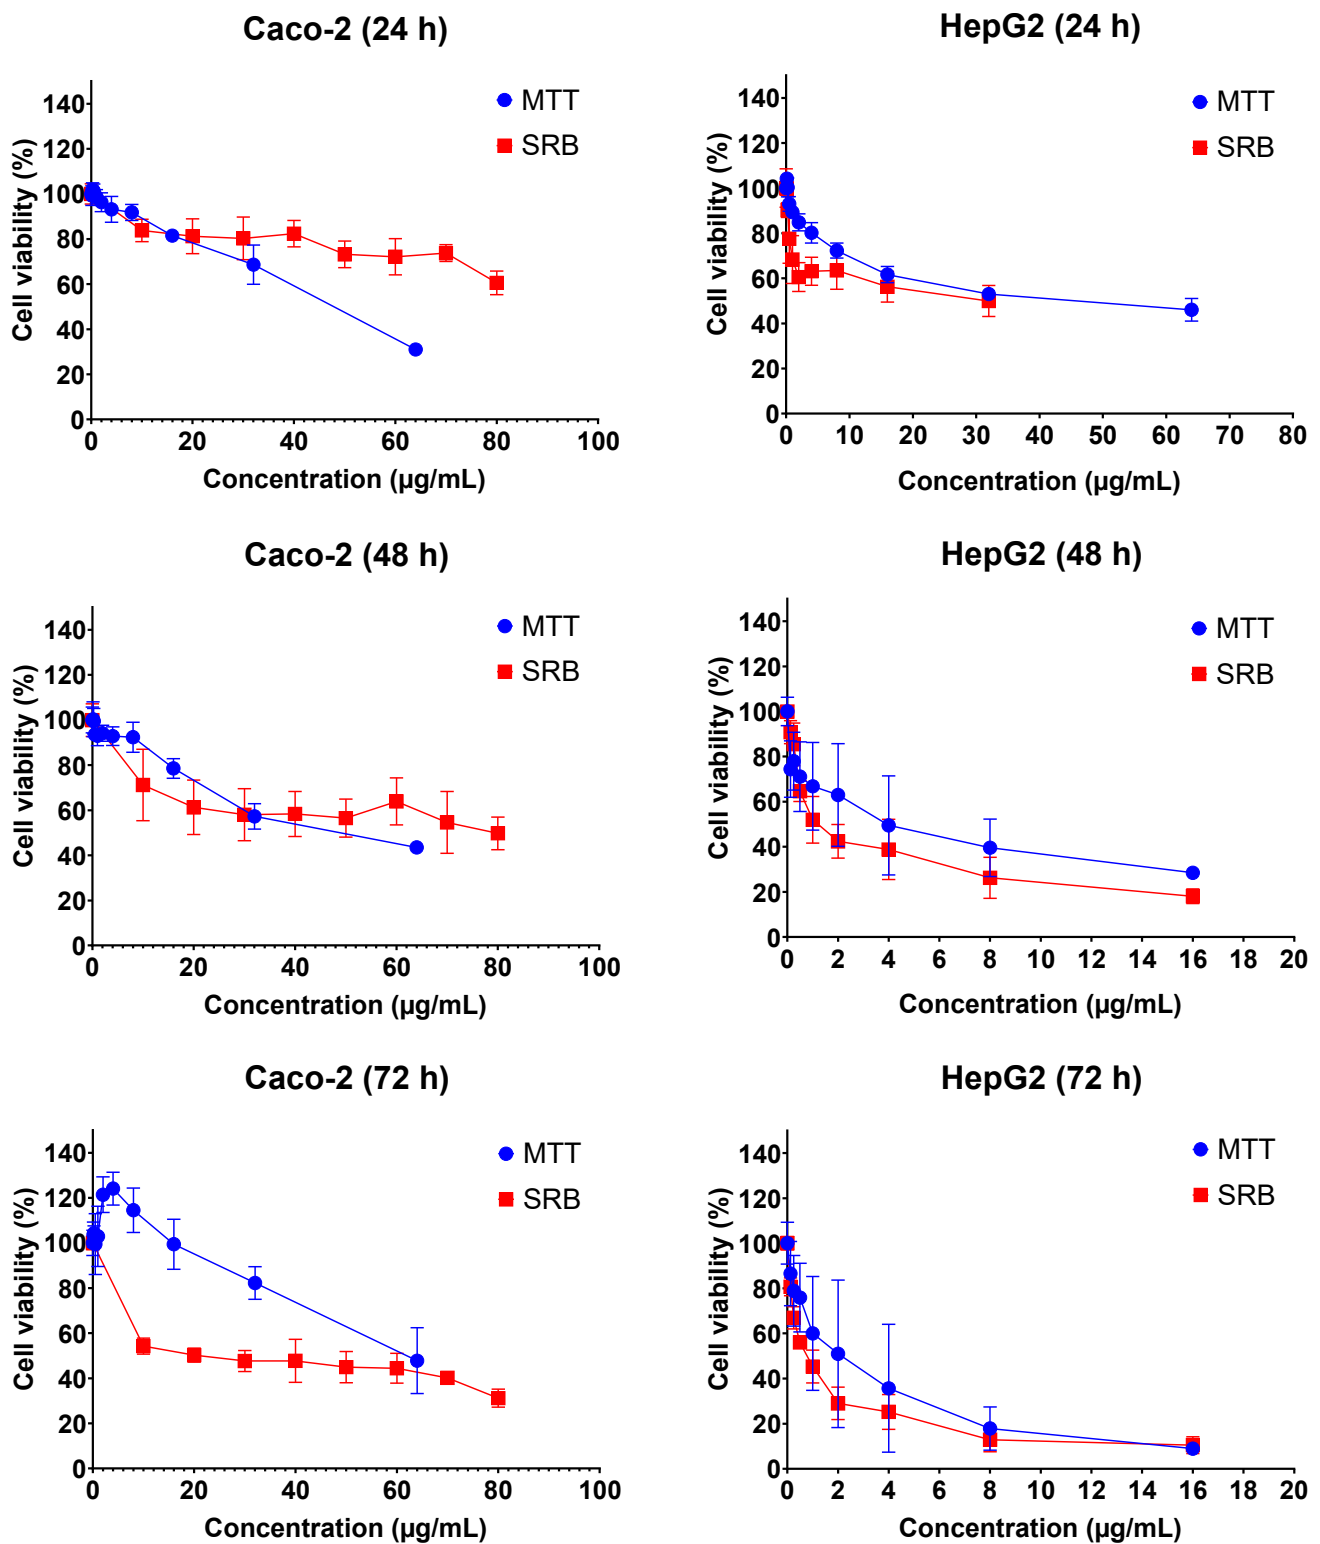 Caco-2 (24 h)
140
120
100
80
60
40
20
0
Cell viability (%)
MTT
SRB
0 20 40 60 80 100
Concentration (µg/mL)
HepG2 (24 h)
140
120
100
80
60
40
20
0
Cell viability (%)
MTT
SRB
0 10 20 30 40 50 60 70 80
Concentration (µg/mL)
Caco-2 (48 h)
140
120
100
80
60
40
20
0
Cell viability (%)
MTT
SRB
0 20 40 60 80 100
Concentration (µg/mL)
HepG2 (48 h)
140
120
100
80
60
40
20
0
Cell viability (%)
MTT
SRB
0 2 4 6 8 10 12 14 16 18 20
Concentration (µg/mL)
Caco-2 (72 h)
140
120
100
80
60
40
20
0
Cell viability (%)
MTT
SRB
0 20 40 60 80 100
Concentration (µg/mL)
HepG2 (72 h)
140
120
100
80
60
40
20
0
Cell viability (%)
MTT
SRB
0 2 4 6 8 10 12 14 16 18 20
Concentration (µg/mL)